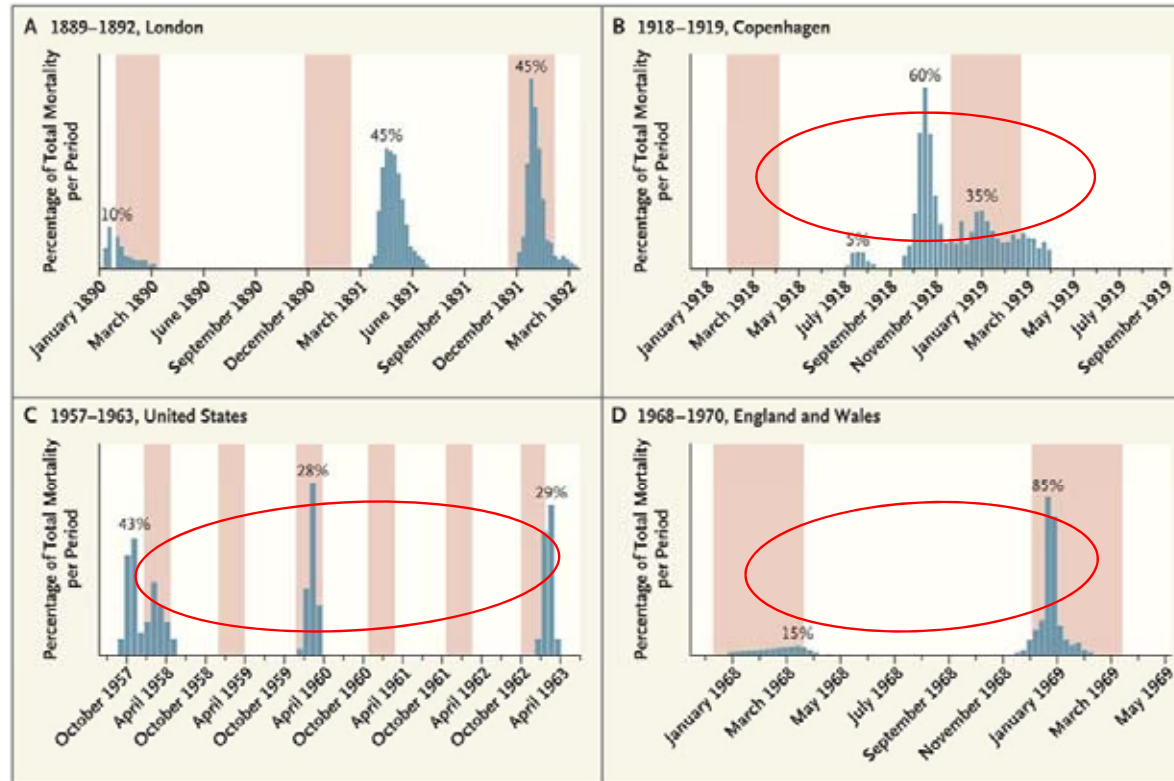 A 1889–1892, London
Percentage of Total Mortality
per Period
10%
45%
45%
January 1890
March 1890
June 1890
September 1890
December 1890
March 1891
June 1891
September 1891
December 1891
March 1892
B 1918–1919, Copenhagen
Percentage of Total Mortality
per Period
5%
60%
35%
January 1918
March 1918
May 1918
July 1918
September 1918
November 1918
January 1919
March 1919
May 1919
July 1919
September 1919
C 1957–1963, United States
Percentage of Total Mortality
per Period
43%
28%
29%
October 1957
April 1958
October 1958
April 1959
October 1959
April 1960
October 1960
April 1961
October 1961
April 1962
October 1962
April 1963
D 1968–1970, England and Wales
Percentage of Total Mortality
per Period
15%
85%
January 1968
March 1968
May 1968
July 1968
September 1968
November 1968
January 1969
March 1969
May 1969